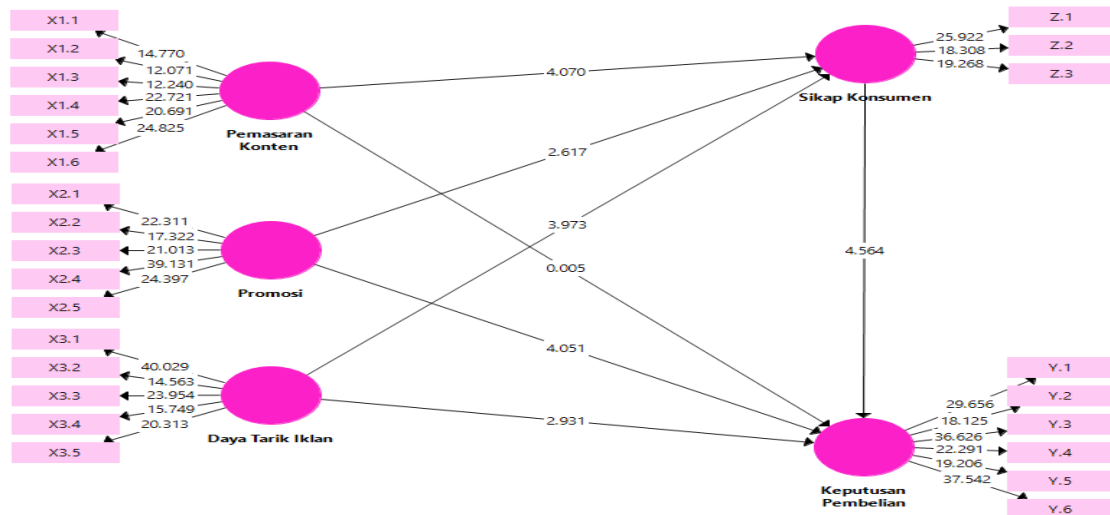 X1.1
X1.2
X1.3
X1.4
X1.5
X1.6
14.770
12.071
12.240
22.721
20.691
24.825
Pemasaran
Konten
X2.1
X2.2
X2.3
X2.4
X2.5
22.311
17.322
21.013
39.131
24.397
Promosi
X3.1
X3.2
X3.3
X3.4
X3.5
40.029
14.563
23.954
15.749
20.313
Daya Tarik Iklan
4.070
2.617
3.973
0.005
4.051
2.931
4.564
Sikap Konsumen
25.922
18.308
19.268
Z.1
Z.2
Z.3
Keputusan
Pembelian
29.656
18.125
36.626
22.291
19.206
37.542
Y.1
Y.2
Y.3
Y.4
Y.5
Y.6